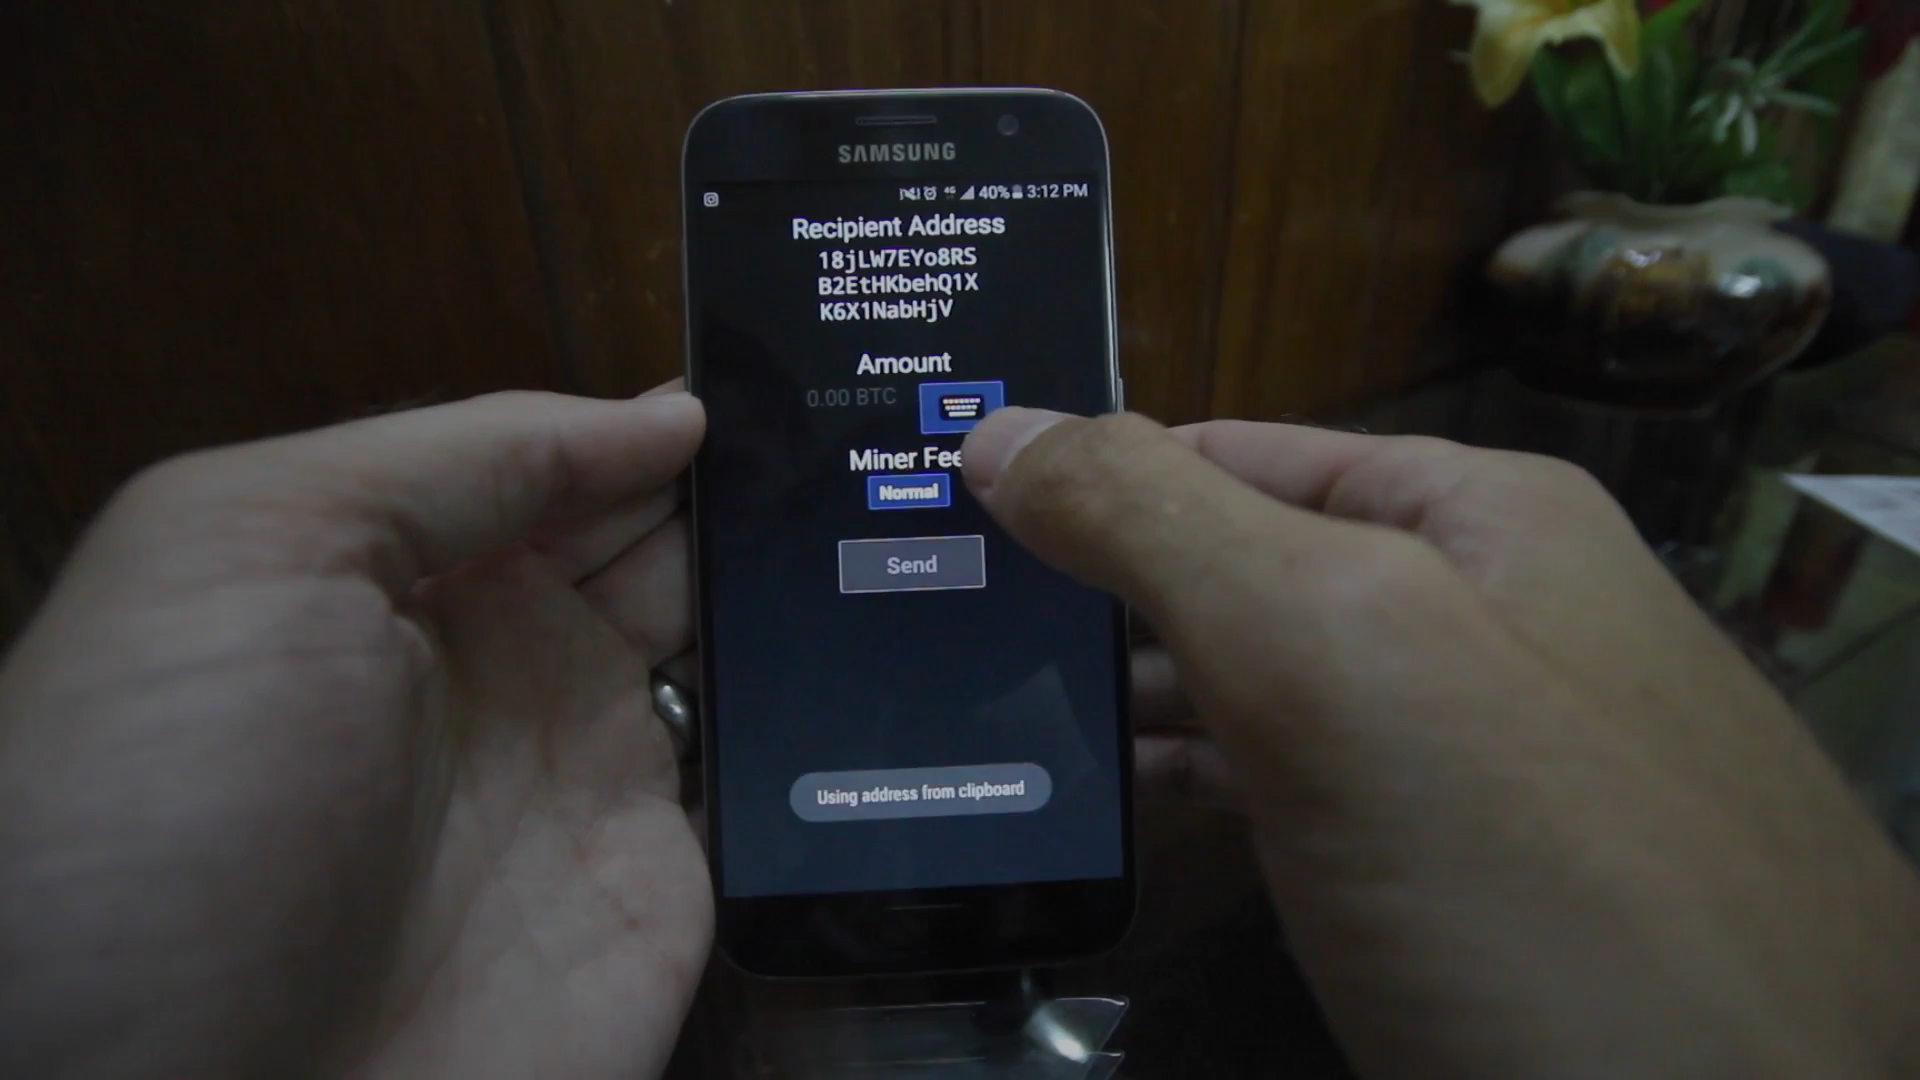 SAMSUNG
4G 40% 3:12 PM
Recipient Address
18jLW7EYo8RS
B2EtHKbehQ1X
K6X1NabHjV
Amount
0.00 BTC
Miner Fee
Normal
Send
Using address from clipboard